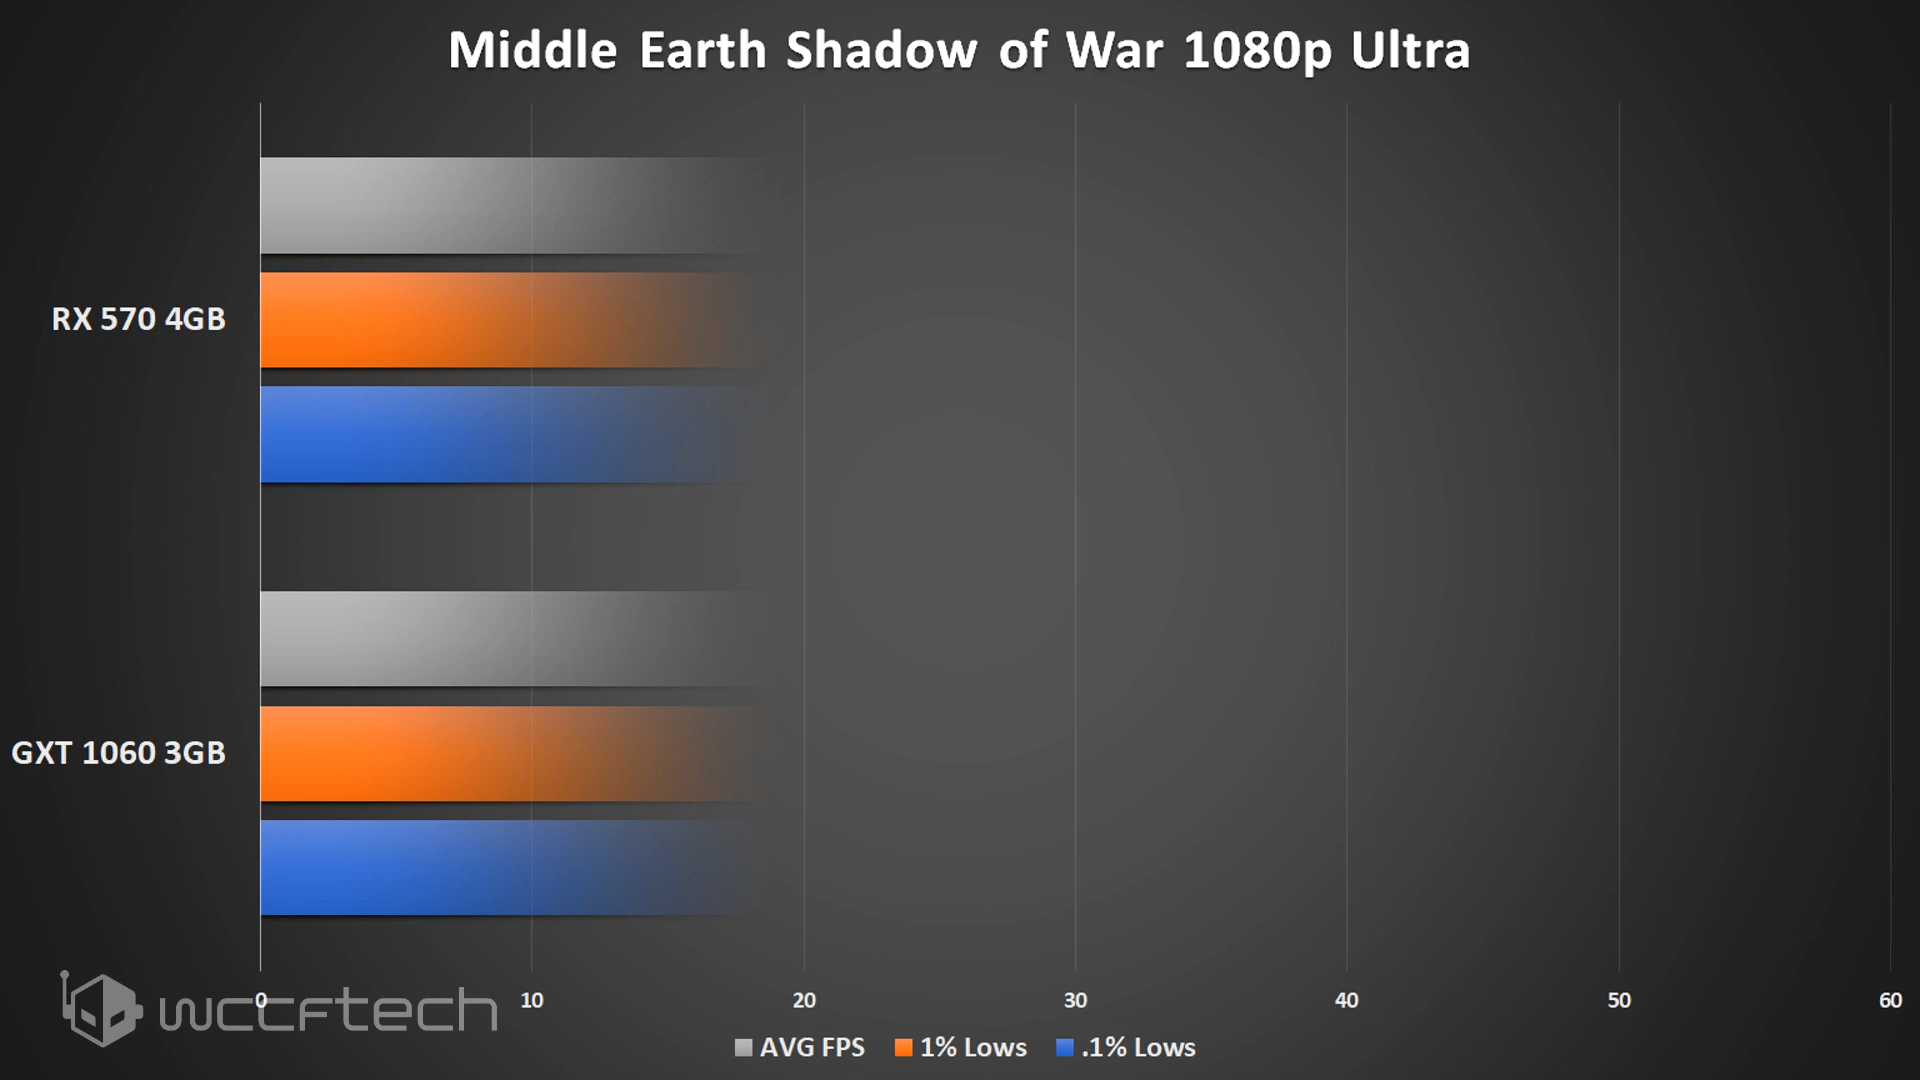 Middle Earth Shadow of War 1080p Ultra
RX 570 4GB
GXT 1060 3GB
0 10 20 30 40 50 60
wccftech
AVG FPS 1% Lows .1% Lows